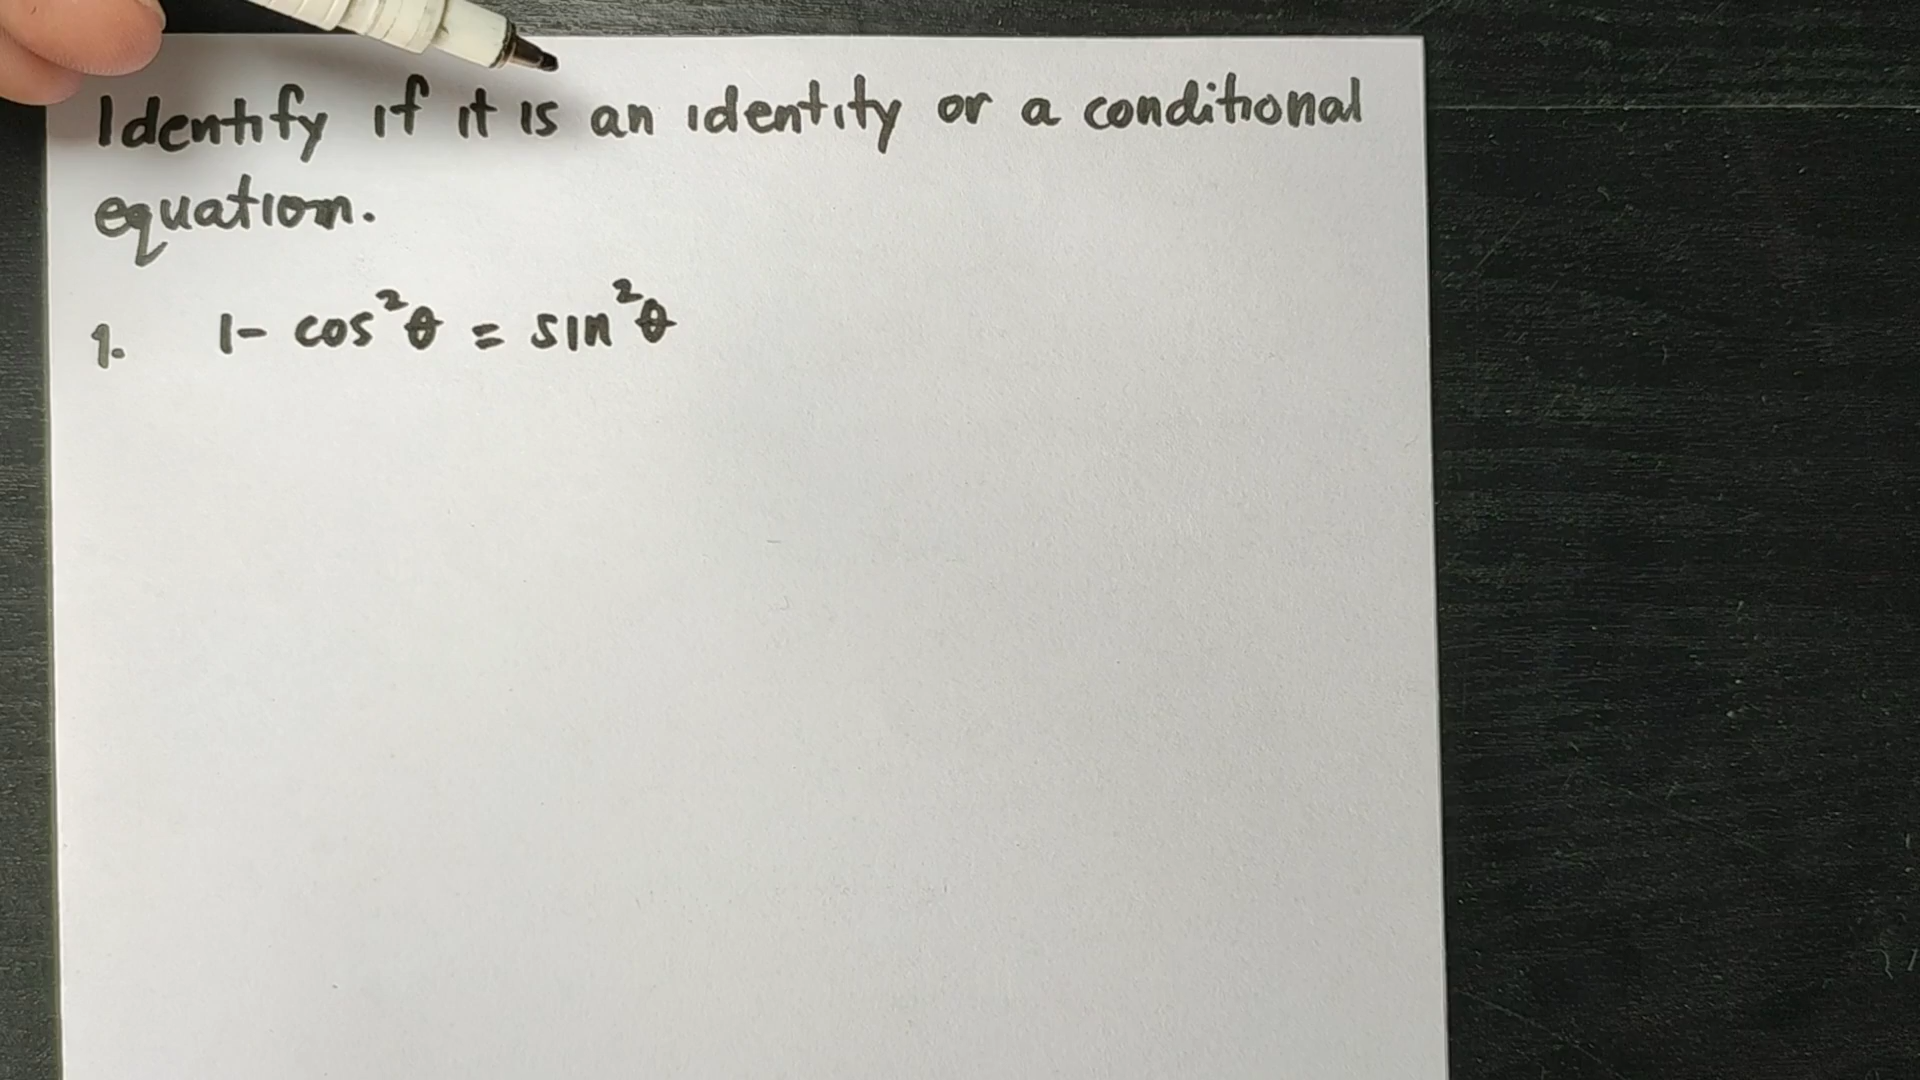 Identify if it is an identity or a conditional
equation.
1. 1 - cos²θ = sin²θ